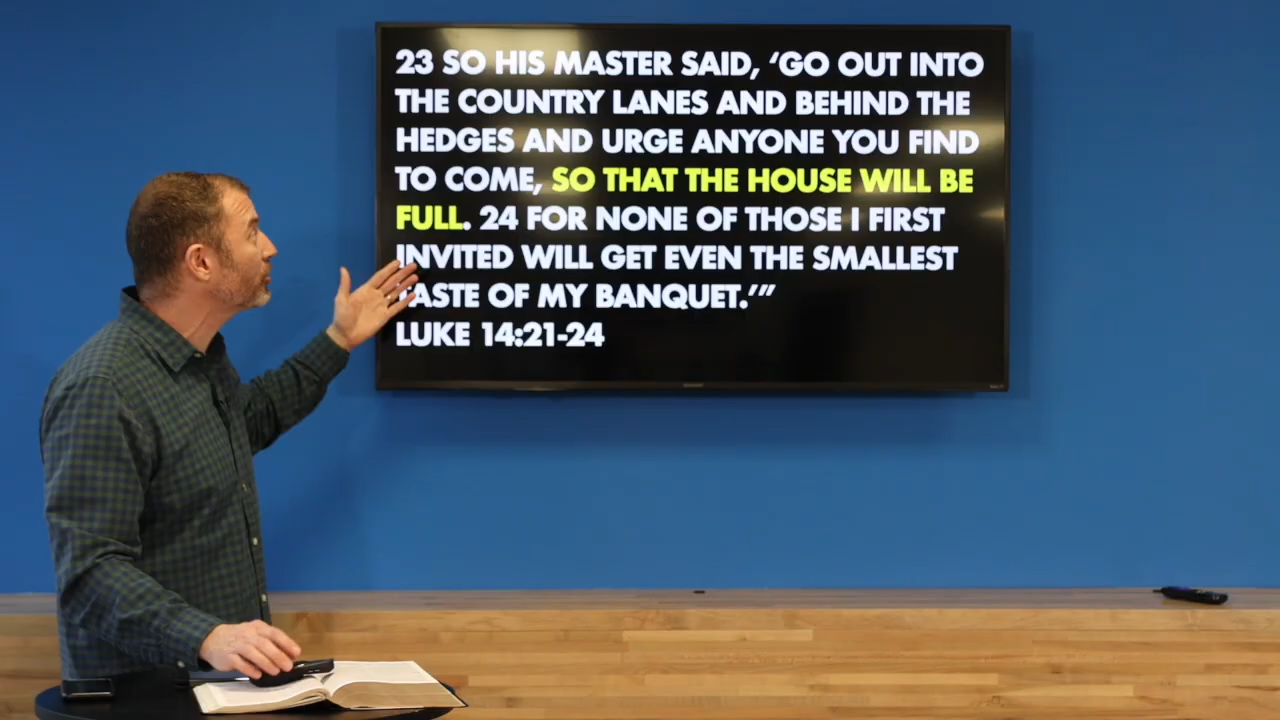 23 SO HIS MASTER SAID, ‘GO OUT INTO
THE COUNTRY LANES AND BEHIND THE
HEDGES AND URGE ANYONE YOU FIND
TO COME, SO THAT THE HOUSE WILL BE
FULL. 24 FOR NONE OF THOSE I FIRST
INVITED WILL GET EVEN THE SMALLEST
TASTE OF MY BANQUET.’”
LUKE 14:21-24